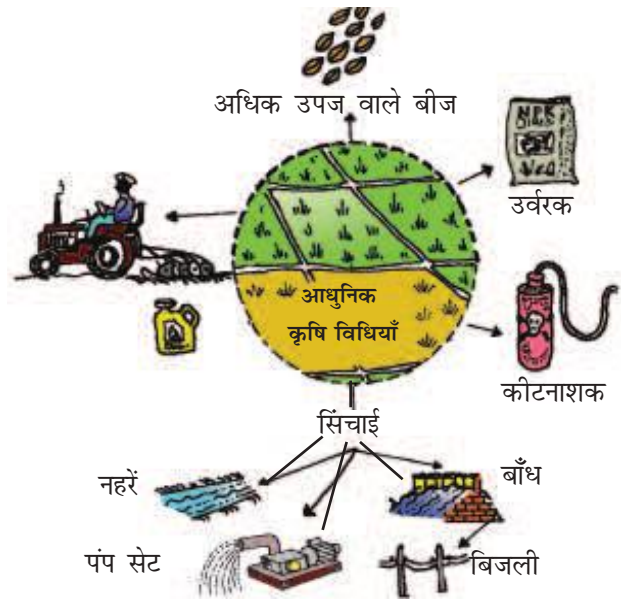 अधिक उपज वाले बीज
उर्वरक
आधुनिक
कृषि विधियाँ
कीटनाशक
सिंचाई
नहरें
बाँध
पंप सेट
बिजली